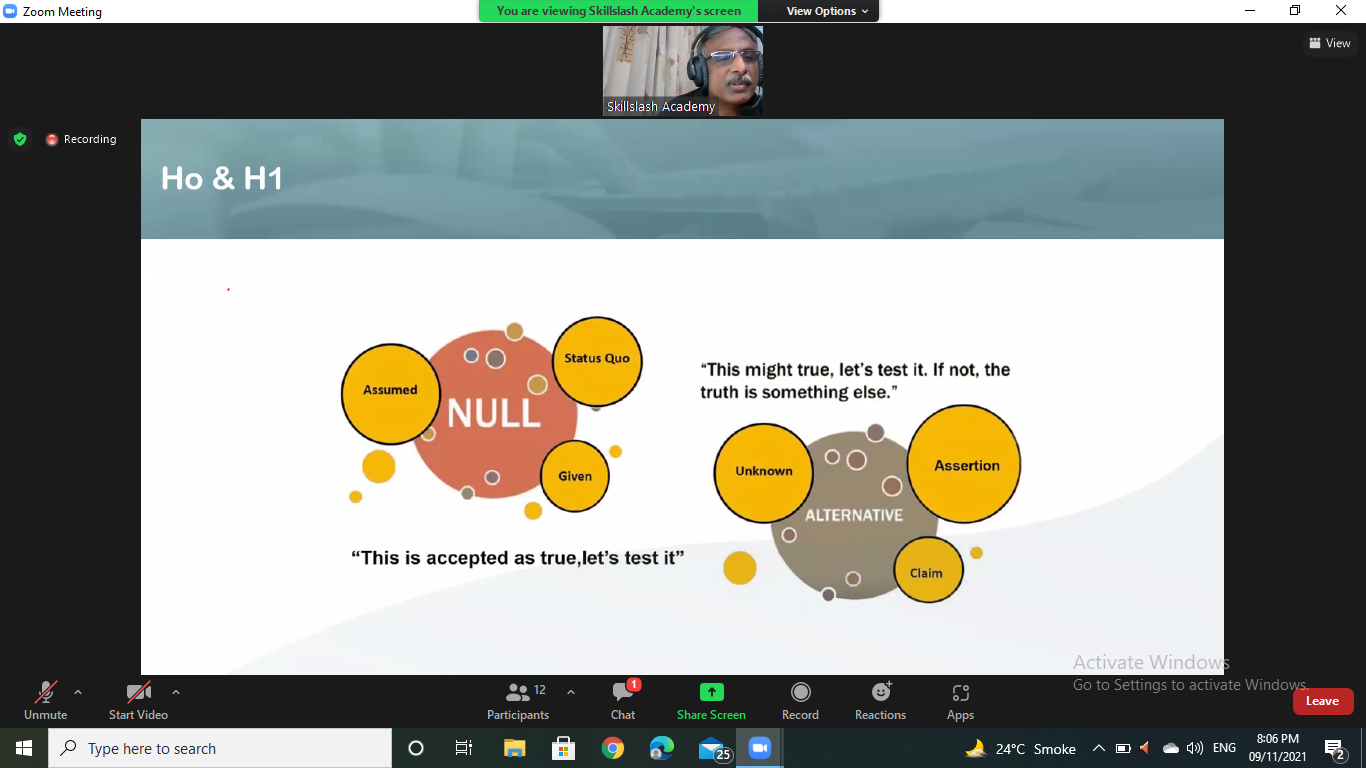 Zoom Meeting
You are viewing Skillslash Academy's screen
View Options
View
Skillslash Academy
Recording
Ho & H1
Assumed
NULL
Status Quo
Given
“This is accepted as true,let’s test it”
“This might true, let’s test it. If not, the
truth is something else.”
Unknown
ALTERNATIVE
Assertion
Claim
Activate Windows
Go to Settings to activate Windows.
Unmute
Start Video
12
Participants
1
Chat
Share Screen
Record
Reactions
Apps
Leave
Type here to search
25
24°C Smoke
ENG
8:06 PM
09/11/2021
2